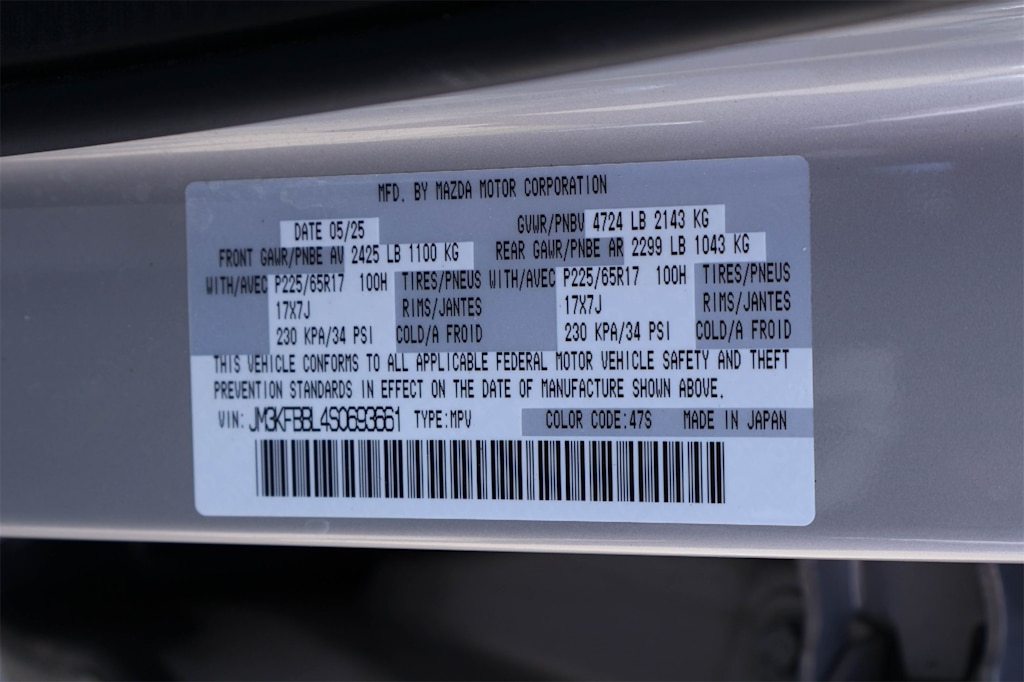 MFD. BY MAZDA MOTOR CORPORATION
DATE 05/25 GVWR/PNBV 4724 LB 2143 KG
FRONT GAWR/PNBE AV 2425 LB 1100 KG REAR GAWR/PNBE AR 2299 LB 1043 KG
WITH/AVEC P225/65R17 100H TIRES/PNEUS WITH/AVEC P225/65R17 100H TIRES/PNEUS
17X7J RIMS/JANTES 17X7J RIMS/JANTES
230 KPA/34 PSI COLD/A FROID 230 KPA/34 PSI COLD/A FROID
THIS VEHICLE CONFORMS TO ALL APPLICABLE FEDERAL MOTOR VEHICLE SAFETY AND THEFT
PREVENTION STANDARDS IN EFFECT ON THE DATE OF MANUFACTURE SHOWN ABOVE.
VIN: JM3KFBBL4S0693661 TYPE:MPV COLOR CODE:47S MADE IN JAPAN